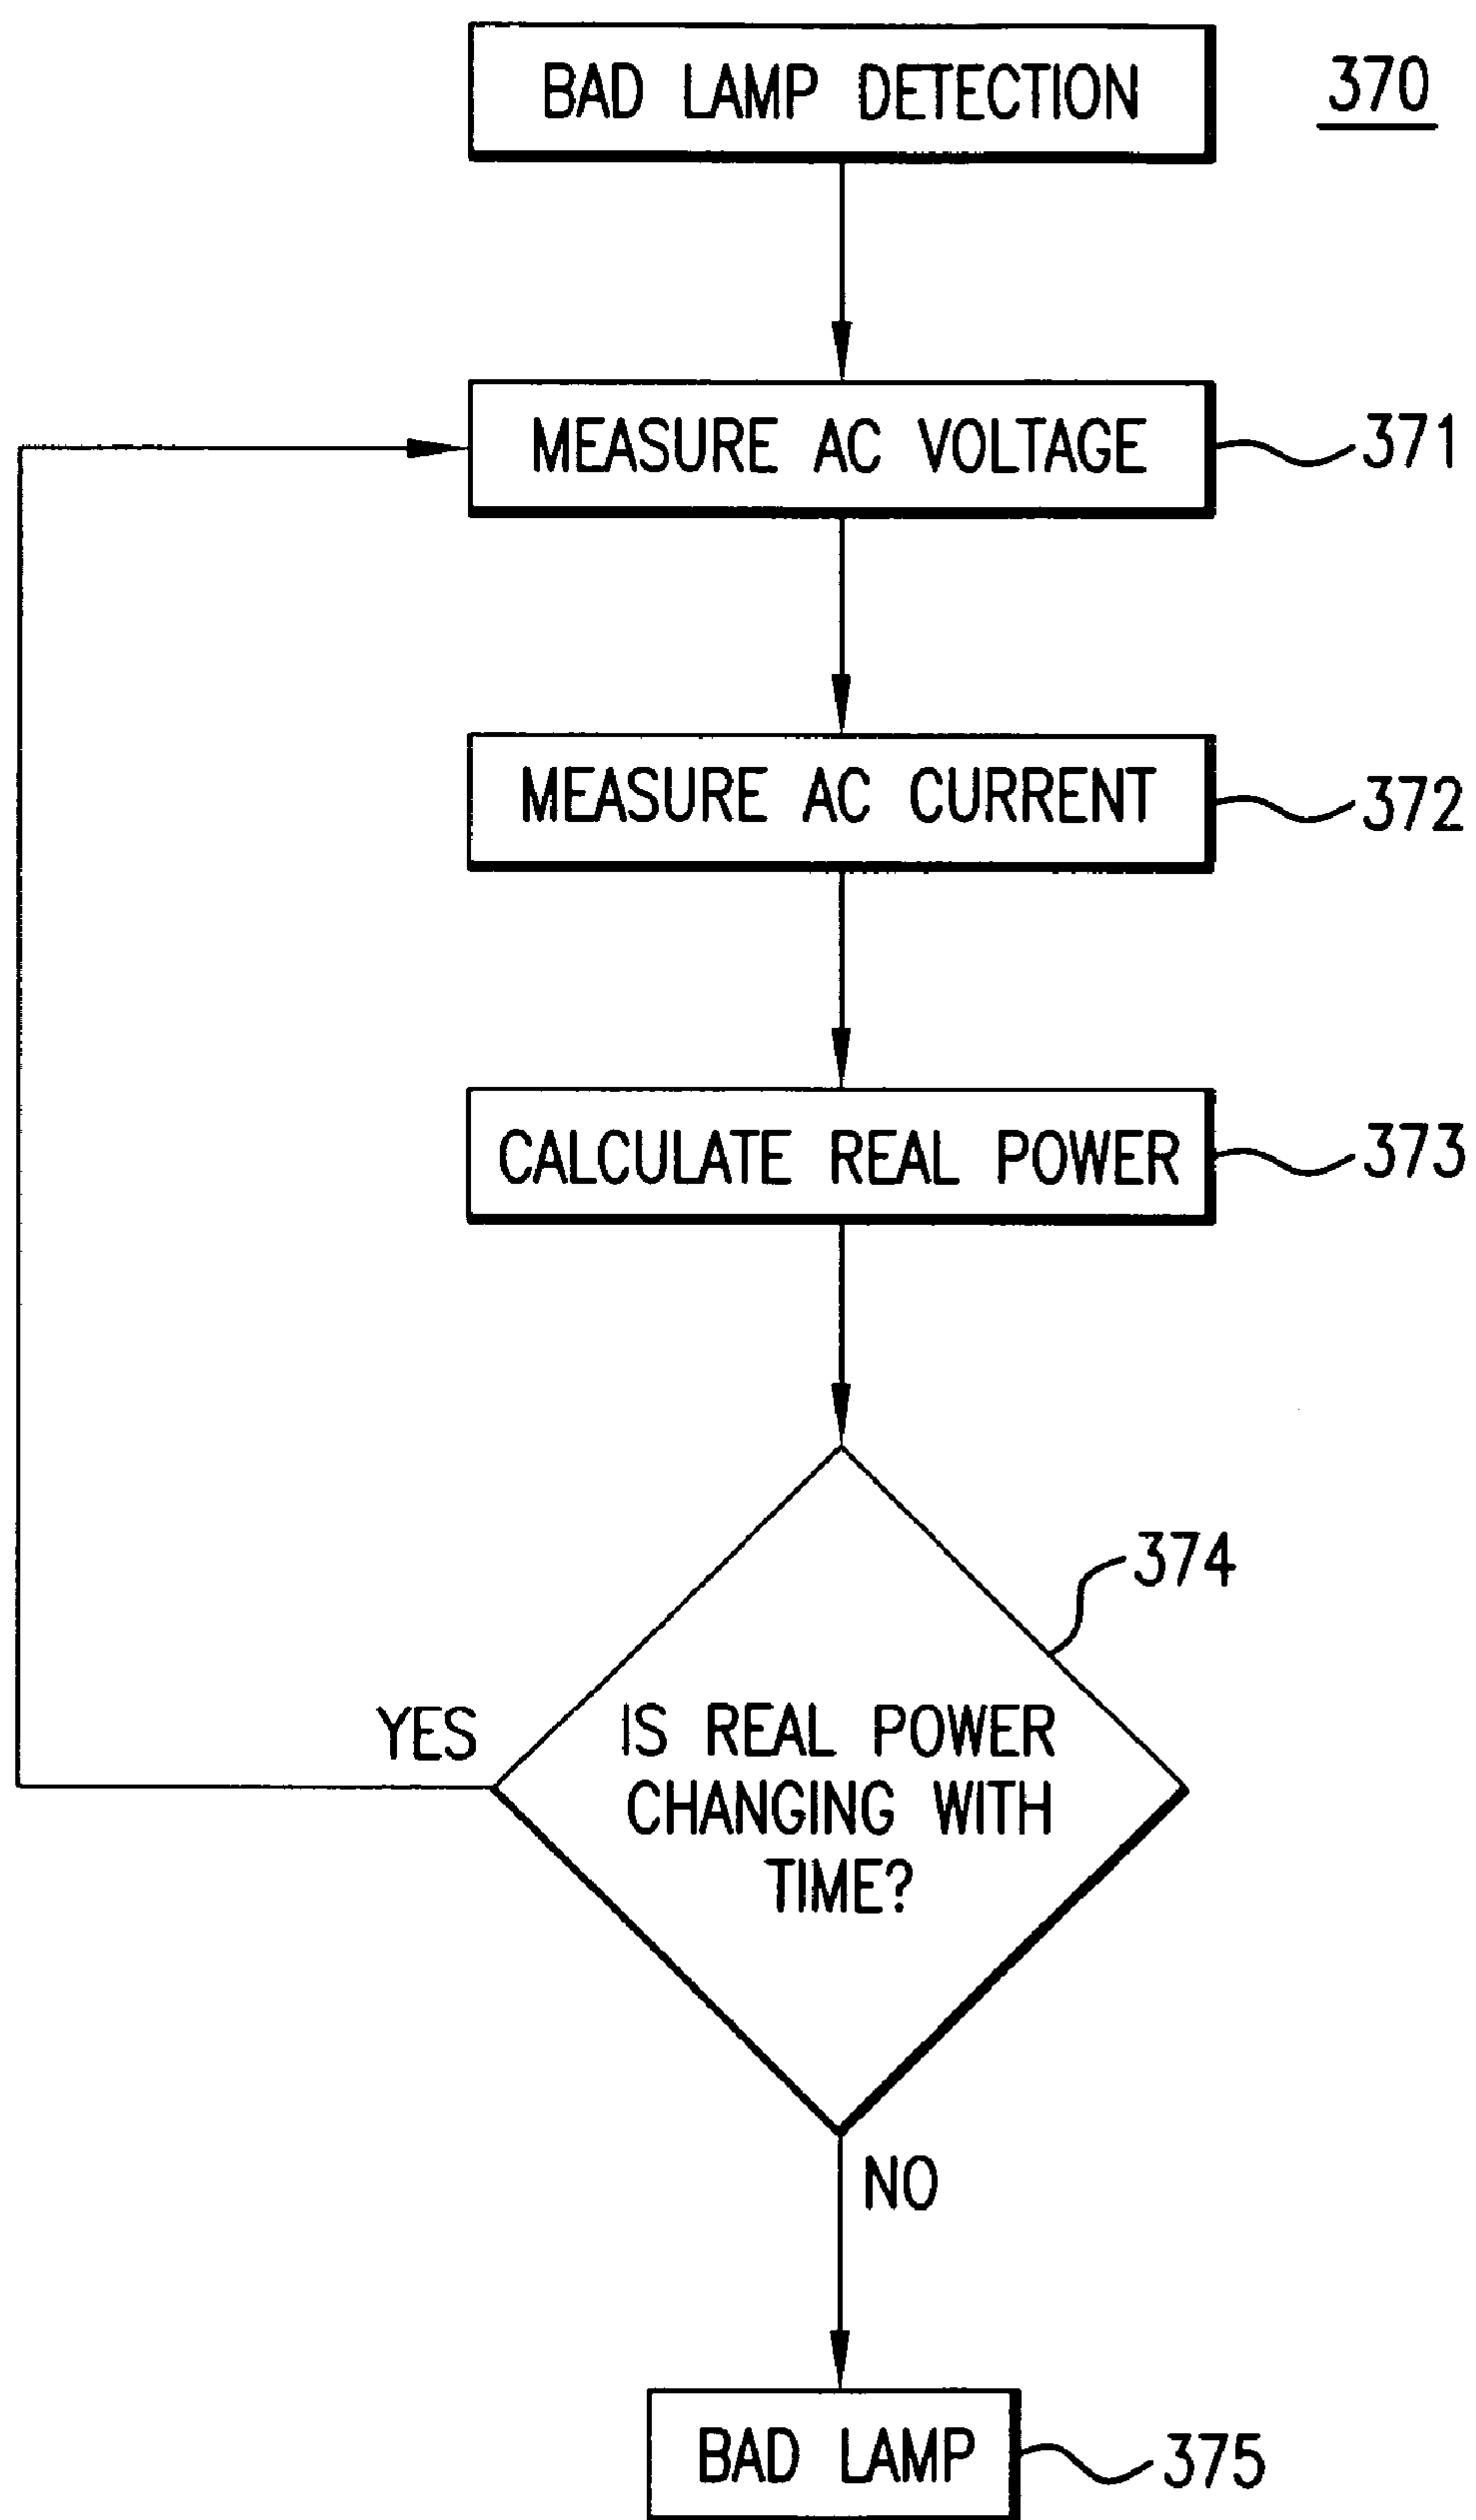 BAD LAMP DETECTION
370
MEASURE AC VOLTAGE
371
MEASURE AC CURRENT
372
CALCULATE REAL POWER
373
374
YES
IS REAL POWER
CHANGING WITH
TIME?
NO
BAD LAMP
375